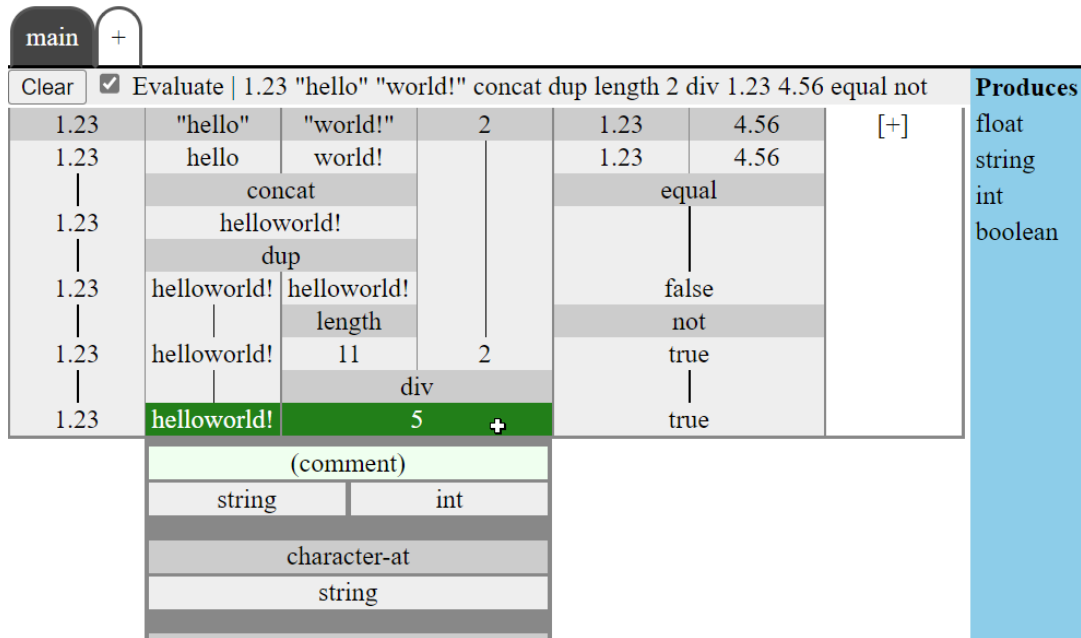 main +
Clear Evaluate | 1.23 "hello" "world!" concat dup length 2 div 1.23 4.56 equal not Produces
1.23 "hello" "world!" 2 1.23 4.56 [+] float
1.23 hello world! 1.23 4.56 string
concat equal int
1.23 helloworld! boolean
dup
1.23 helloworld! helloworld! false
length not
1.23 helloworld! 11 2 true
div
1.23 helloworld! 5 true
(comment)
string int
character-at
string